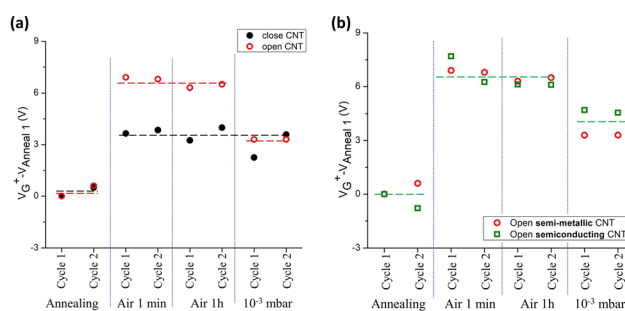 (a)
close CNT
open CNT
V_G^+-V_Anneal 1 (V)
9
6
3
0
-3
Cycle 1
Cycle 2
Cycle 1
Cycle 2
Cycle 1
Cycle 2
Cycle 1
Cycle 2
Annealing
Air 1 min
Air 1h
10⁻³ mbar
(b)
V_G^+-V_Anneal 1 (V)
9
6
3
0
-3
Open semi-metallic CNT
Open semiconducting CNT
Cycle 1
Cycle 2
Cycle 1
Cycle 2
Cycle 1
Cycle 2
Cycle 1
Cycle 2
Annealing
Air 1 min
Air 1h
10⁻³ mbar